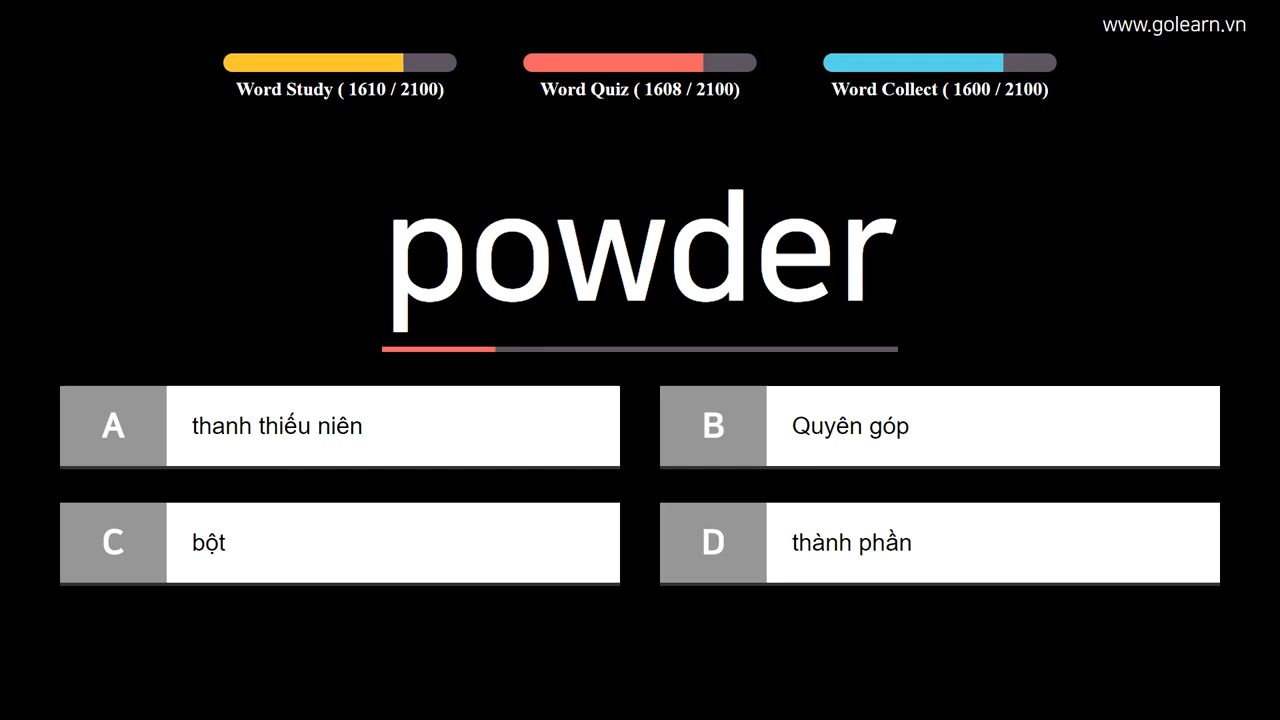 www.golearn.vn
Word Study ( 1610 / 2100)
Word Quiz ( 1608 / 2100)
Word Collect ( 1600 / 2100)
powder
A thanh thiếu niên
B Quyên góp
C bột
D thành phần